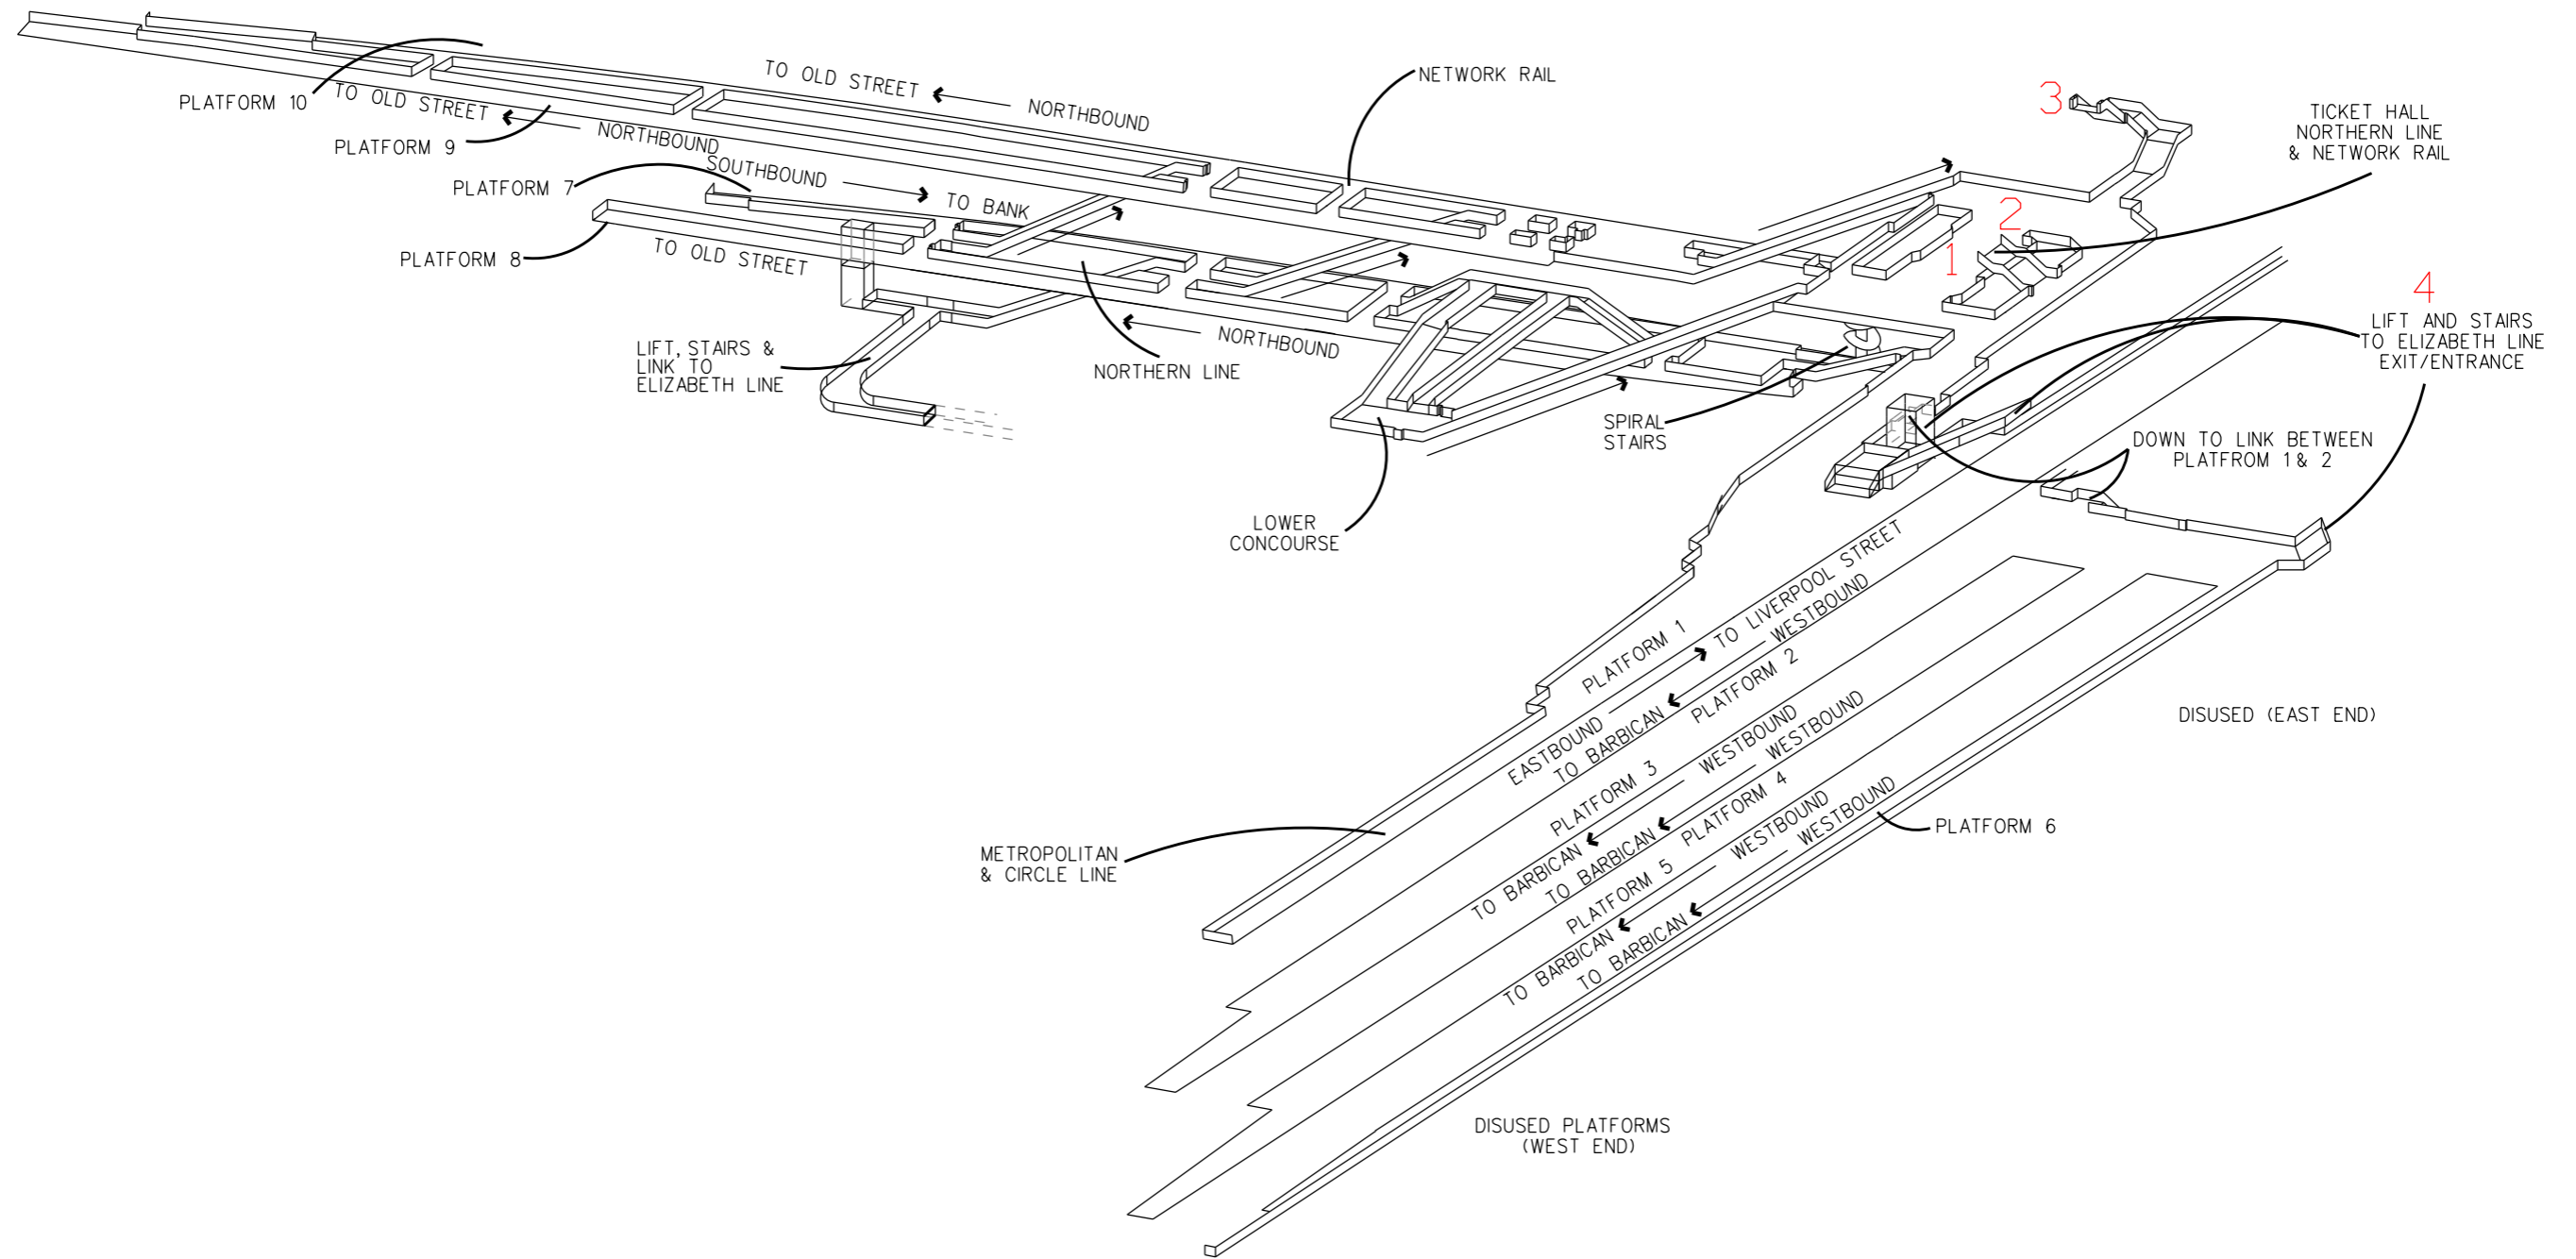 TO OLD STREET
NORTHBOUND
NETWORK RAIL
PLATFORM 10
TO OLD STREET
NORTHBOUND
PLATFORM 9
SOUTHBOUND
TO BANK
PLATFORM 7
PLATFORM 8
TO OLD STREET
NORTHBOUND
3
TICKET HALL
NORTHERN LINE
& NETWORK RAIL
2
1
4
LIFT AND STAIRS
TO ELIZABETH LINE
EXIT/ENTRANCE
LIFT, STAIRS &
LINK TO
ELIZABETH LINE
NORTHERN LINE
SPIRAL
STAIRS
DOWN TO LINK BETWEEN
PLATFROM 1 & 2
LOWER
CONCOURSE
PLATFORM 1
EASTBOUND
TO LIVERPOOL STREET
TO BARBICAN
WESTBOUND
PLATFORM 2
PLATFORM 3
TO BARBICAN
WESTBOUND
TO BARBICAN
WESTBOUND
PLATFORM 4
PLATFORM 5
TO BARBICAN
WESTBOUND
TO BARBICAN
WESTBOUND
PLATFORM 6
DISUSED (EAST END)
METROPOLITAN
& CIRCLE LINE
DISUSED PLATFORMS
(WEST END)